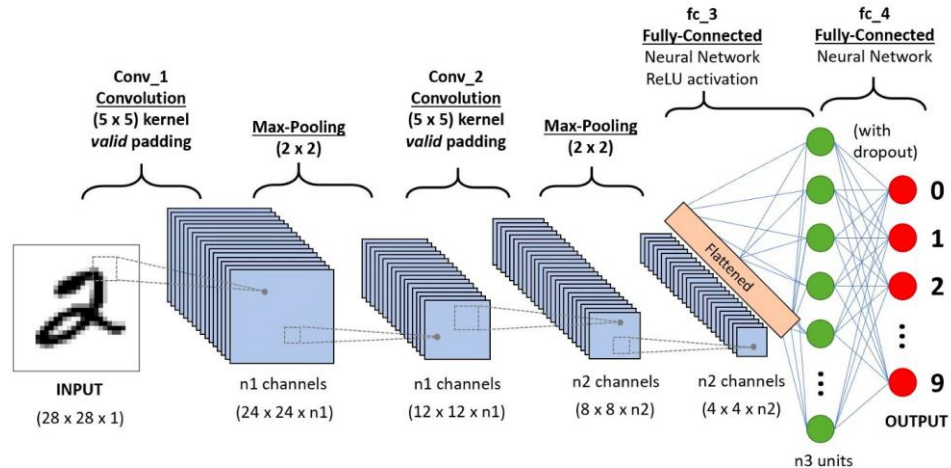 fc_3
Fully-Connected
Neural Network
ReLU activation
fc_4
Fully-Connected
Neural Network
Conv_1
Convolution
(5 x 5) kernel
valid padding
Max-Pooling
(2 x 2)
Conv_2
Convolution
(5 x 5) kernel
valid padding
Max-Pooling
(2 x 2)
(with
dropout)
Flattened
0
1
2
9
INPUT
(28 x 28 x 1)
n1 channels
(24 x 24 x n1)
n1 channels
(12 x 12 x n1)
n2 channels
(8 x 8 x n2)
n2 channels
(4 x 4 x n2)
n3 units
OUTPUT